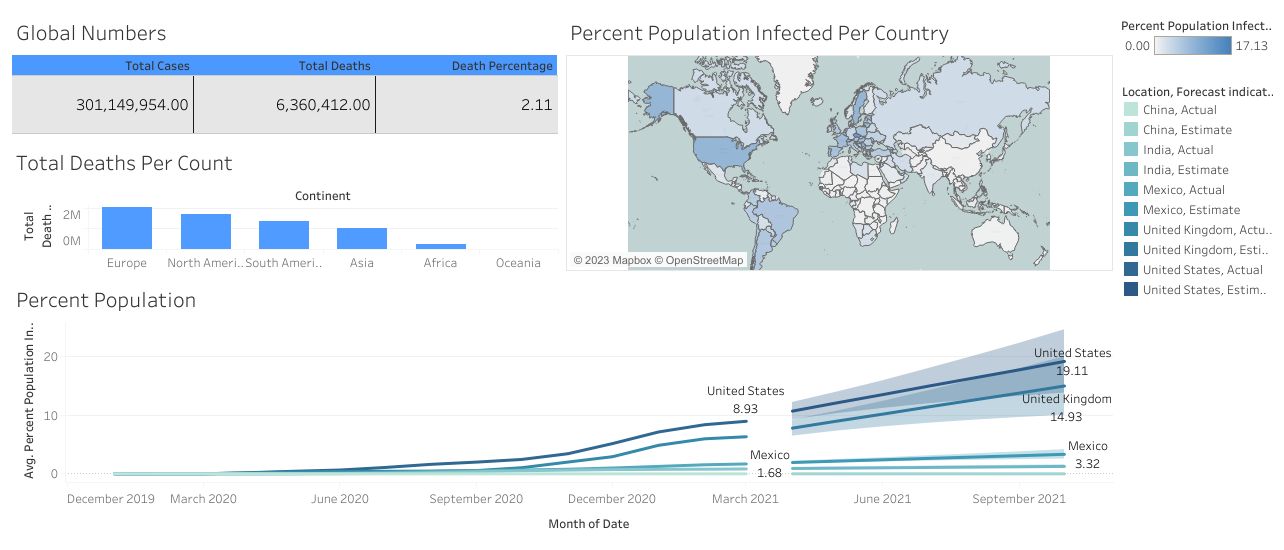 Global Numbers
Total Cases
Total Deaths
Death Percentage
301,149,954.00
6,360,412.00
2.11
Total Deaths Per Count
Continent
Total
Death ..
2M
0M
Europe
North Ameri..
South Ameri..
Asia
Africa
Oceania
Percent Population Infected Per Country
© 2023 Mapbox © OpenStreetMap
Percent Population Infect..
0.00
17.13
Location, Forecast indicat..
China, Actual
China, Estimate
India, Actual
India, Estimate
Mexico, Actual
Mexico, Estimate
United Kingdom, Actu..
United Kingdom, Esti..
United States, Actual
United States, Estim..
Percent Population
Avg. Percent Population In..
20
10
0
United States
8.93
Mexico
1.68
United States
19.11
United Kingdom
14.93
Mexico
3.32
December 2019
March 2020
June 2020
September 2020
December 2020
March 2021
June 2021
September 2021
Month of Date